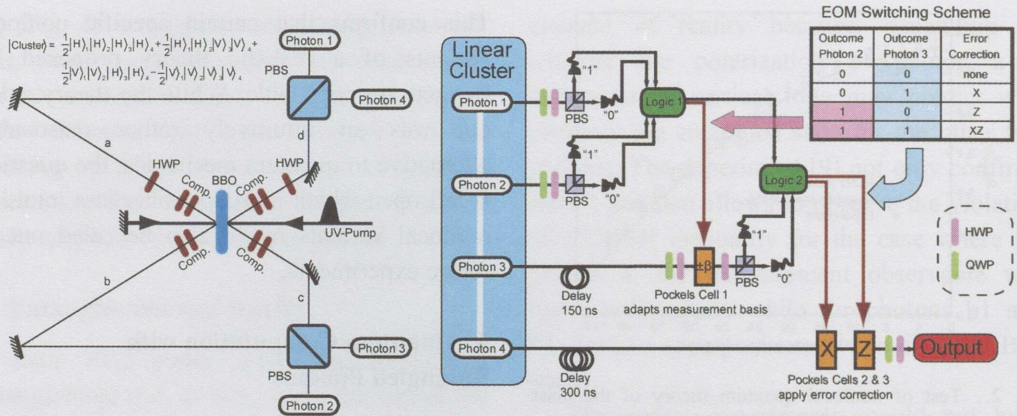 |Cluster⟩ = 1/2|H⟩₁|H⟩₂|H⟩₃|H⟩₄ + 1/2|H⟩₁|H⟩₂|V⟩₃|V⟩₄ +
1/2|V⟩₁|V⟩₂|H⟩₃|H⟩₄ − 1/2|V⟩₁|V⟩₂|V⟩₃|V⟩₄
Photon 1
PBS
Photon 4
a
d
HWP
Comp.
BBO
Comp.
HWP
UV-Pump
Comp.
Comp.
b
c
PBS
Photon 3
Photon 2
Linear
Cluster
Photon 1
Photon 2
Photon 3
Photon 4
"1"
PBS
"0"
"1"
PBS
"0"
Logic 1
Logic 2
Delay
150 ns
Delay
300 ns
±β
Pockels Cell 1
adapts measurement basis
"1"
PBS
"0"
X
Z
Output
Pockels Cells 2 & 3
apply error correction
EOM Switching Scheme
Outcome Photon 2 Outcome Photon 3 Error Correction
0 0 none
0 1 X
1 0 Z
1 1 XZ
HWP
QWP